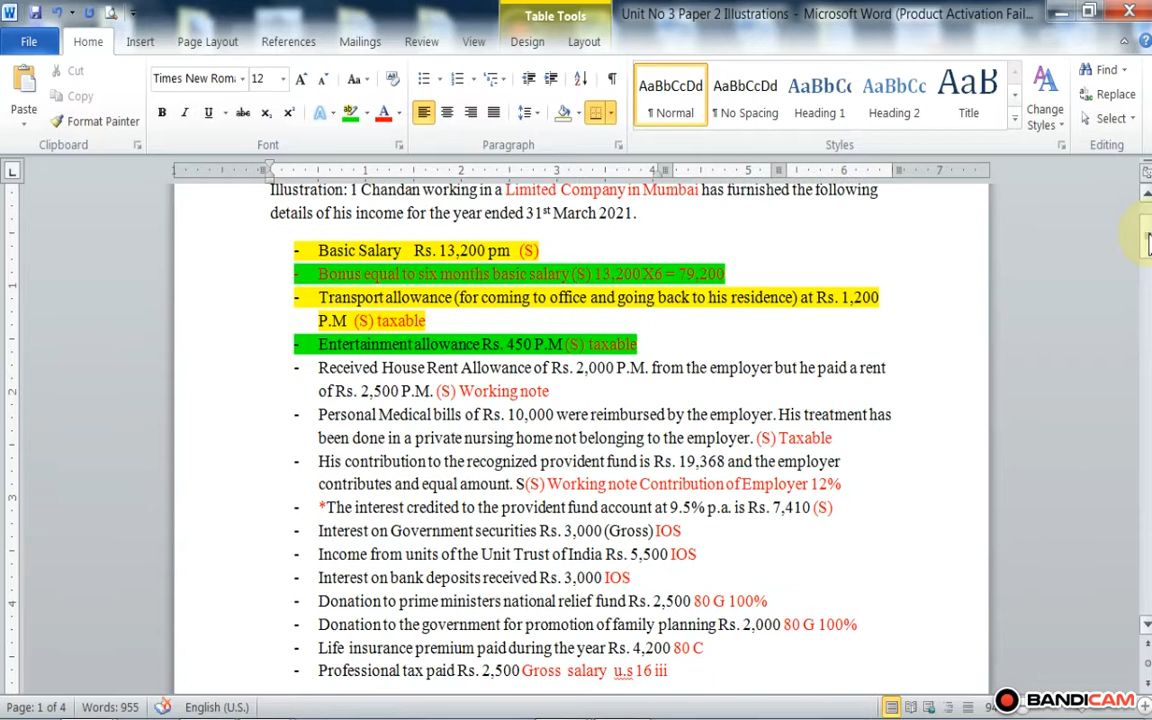 Table Tools
Unit No 3 Paper 2 Illustrations - Microsoft Word (Product Activation Fail...
File Home Insert Page Layout References Mailings Review View Design Layout
Paste
Cut
Copy
Format Painter
Clipboard
Times New Rom 12
Font
Paragraph
AaBbCcDd AaBbCcDd AaBbCc AaBbCcDd AaB
¶ Normal ¶ No Spacing Heading 1 Heading 2 Title
Change Styles
Styles
Find
Replace
Select
Editing
1 1 2 3 4 5 6 7
Illustration: 1 Chandan working in a Limited Company in Mumbai has furnished the following
details of his income for the year ended 31st March 2021.
- Basic Salary Rs. 13,200 pm (S)
- Bonus equal to six months basic salary (S) 13,200 X6 = 79,200
- Transport allowance (for coming to office and going back to his residence) at Rs. 1,200
P.M (S) taxable
- Entertainment allowance Rs. 450 P.M (S) taxable
- Received House Rent Allowance of Rs. 2,000 P.M. from the employer but he paid a rent
of Rs. 2,500 P.M. (S) Working note
- Personal Medical bills of Rs. 10,000 were reimbursed by the employer. His treatment has
been done in a private nursing home not belonging to the employer. (S) Taxable
- His contribution to the recognized provident fund is Rs. 19,368 and the employer
contributes and equal amount. S(S) Working note Contribution of Employer 12%
- *The interest credited to the provident fund account at 9.5% p.a. is Rs. 7,410 (S)
- Interest on Government securities Rs. 3,000 (Gross) IOS
- Income from units of the Unit Trust of India Rs. 5,500 IOS
- Interest on bank deposits received Rs. 3,000 IOS
- Donation to prime ministers national relief fund Rs. 2,500 80 G 100%
- Donation to the government for promotion of family planning Rs. 2,000 80 G 100%
- Life insurance premium paid during the year Rs. 4,200 80 C
- Professional tax paid Rs. 2,500 Gross salary u.s 16 iii
Page: 1 of 4 Words: 955 English (U.S.)
BANDICAM